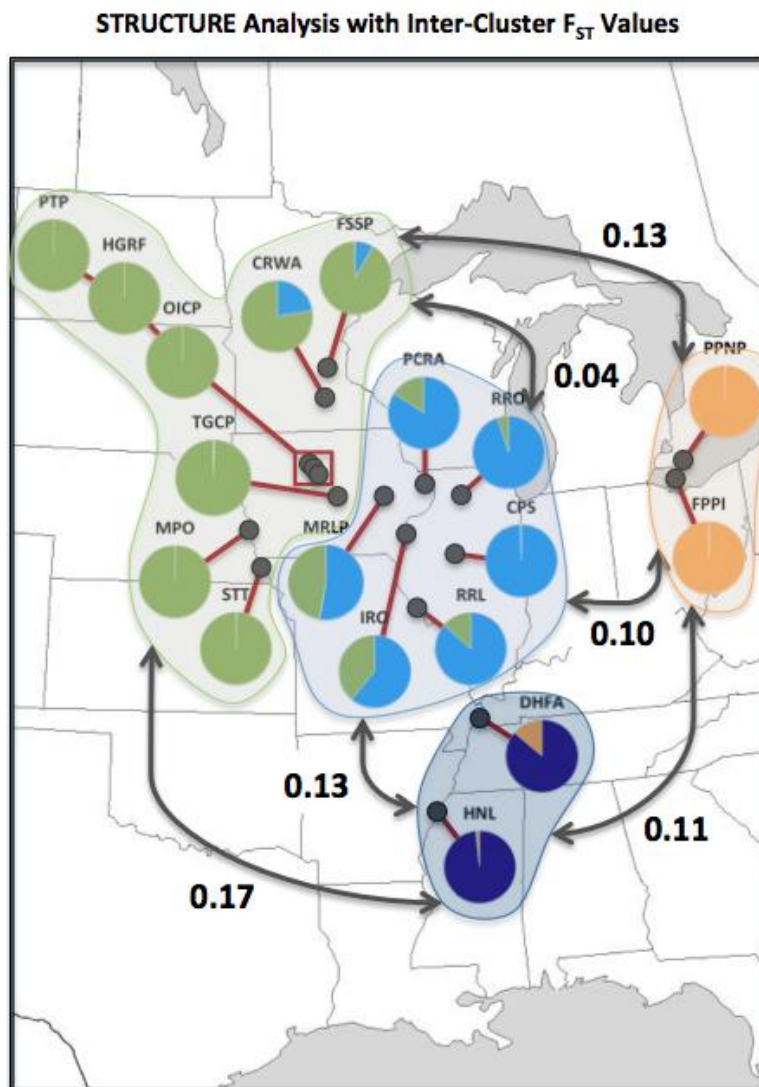 STRUCTURE Analysis with Inter-Cluster FST Values
PTP
FSSP
HGRF
CRWA
0.13
OICP
PCRA
PPNP
0.04
RRO
TGCP
CPS
FPPI
MPO
MRLP
STT
IRO
RRL
0.10
DHFA
0.13
HNL
0.11
0.17